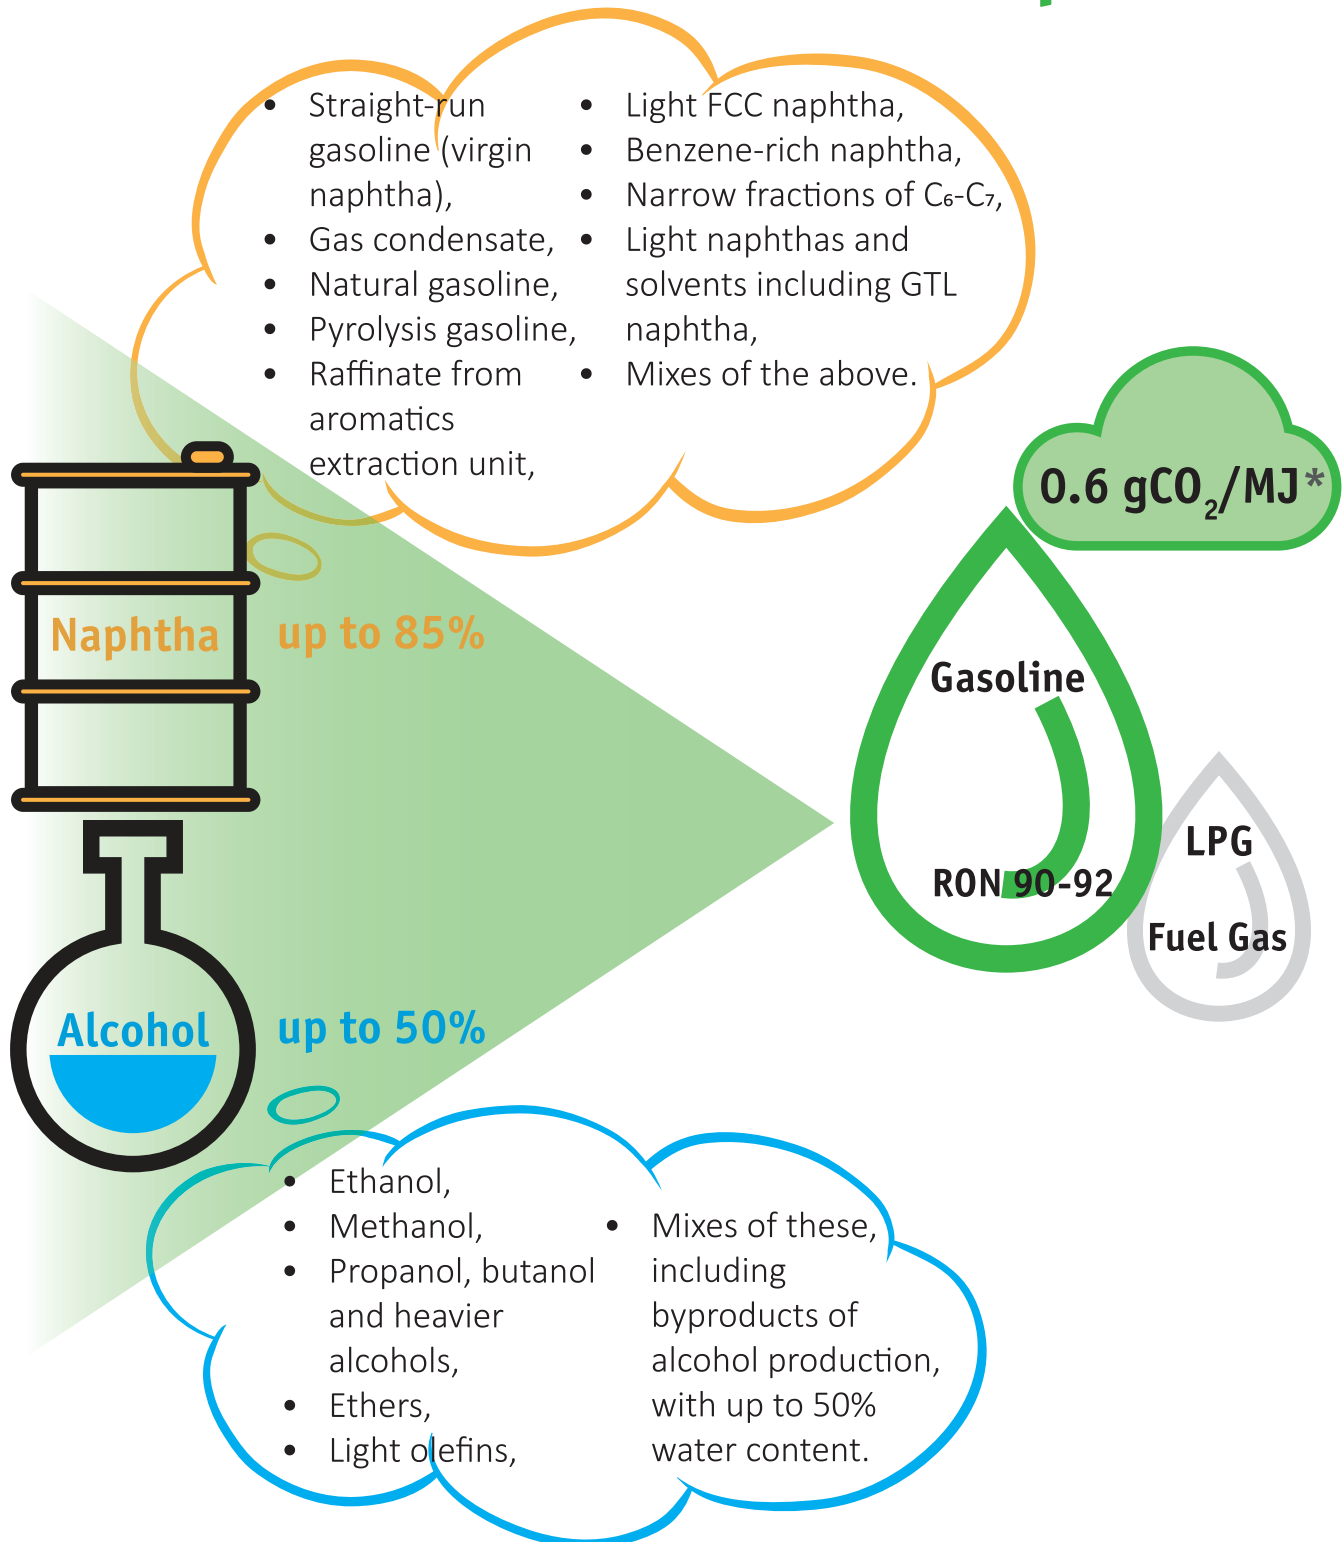 • Straight-run
gasoline (virgin
naphtha),
• Gas condensate,
• Natural gasoline,
• Pyrolysis gasoline,
• Raffinate from
aromatics
extraction unit,
• Light FCC naphtha,
• Benzene-rich naphtha,
• Narrow fractions of C₆-C₇,
• Light naphthas and
solvents including GTL
naphtha,
• Mixes of the above.
0.6 gCO₂/MJ*
Naphtha
up to 85%
Gasoline
RON 90-92
LPG
Fuel Gas
Alcohol
up to 50%
• Ethanol,
• Methanol,
• Propanol, butanol
and heavier
alcohols,
• Ethers,
• Light olefins,
• Mixes of these,
including
byproducts of
alcohol production,
with up to 50%
water content.